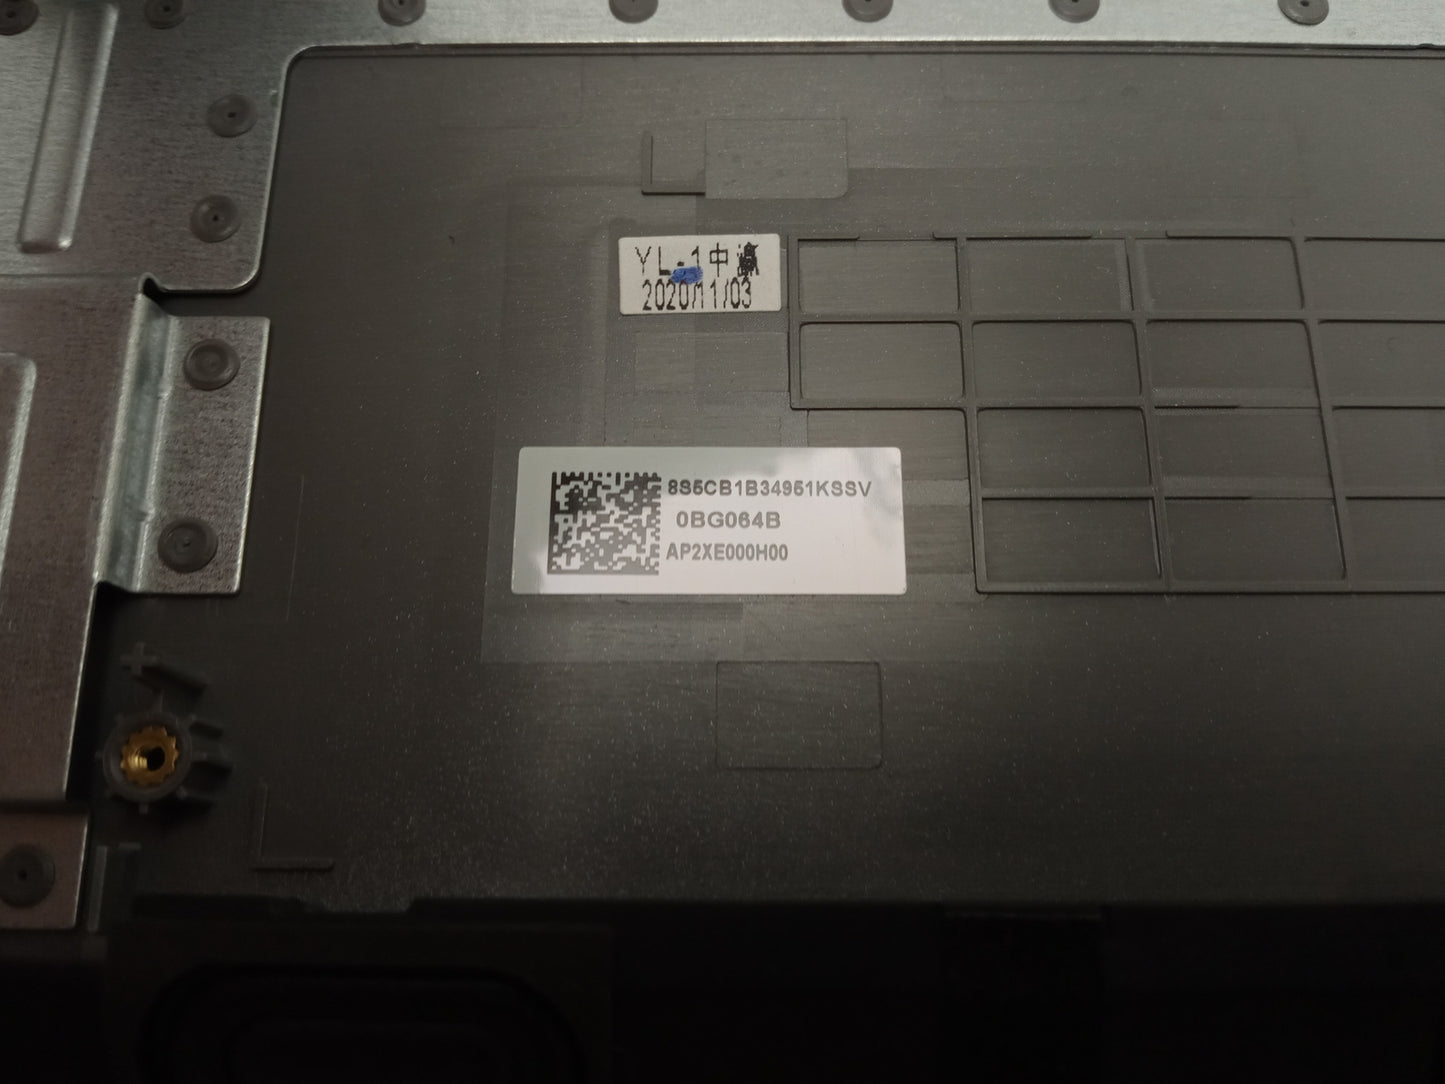 YL-1中
2020/11/03
8S5CB1B34951KSSV
0BG064B
AP2XE000H00